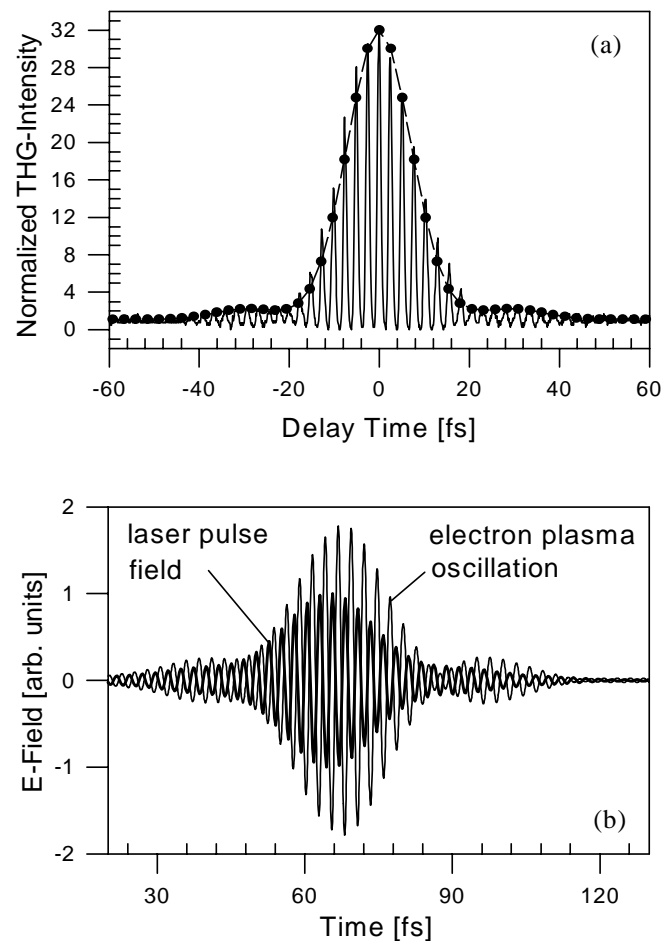 (a)
Normalized THG-Intensity
32
28
24
20
16
12
8
4
0
-60 -40 -20 0 20 40 60
Delay Time [fs]
laser pulse
field
electron plasma
oscillation
E-Field [arb. units]
2
1
0
-1
-2
(b)
30 60 90 120
Time [fs]